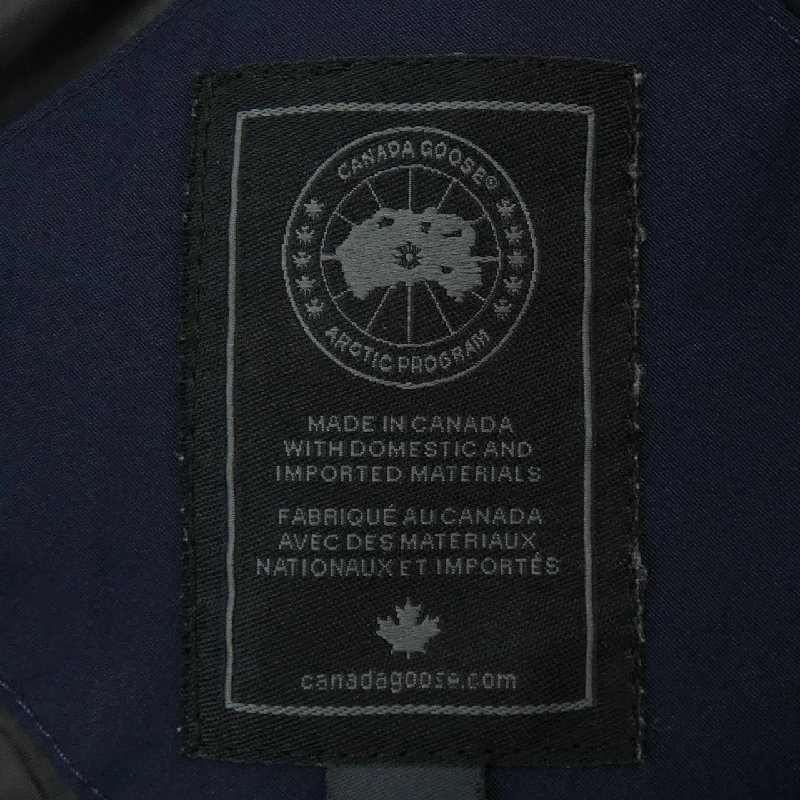 CANADA GOOSE®
ARCTIC PROGRAM
MADE IN CANADA
WITH DOMESTIC AND
IMPORTED MATERIALS
FABRIQUÉ AU CANADA
AVEC DES MATÉRIAUX
NATIONAUX ET IMPORTÉS
canadagoose.com